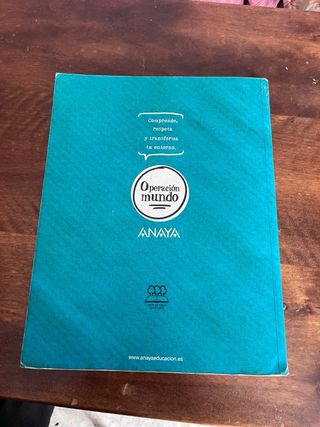 Comprende,
respeta
y transforma
tu entorno.
Operación
mundo
ANAYA
www.anayaeducacion.es